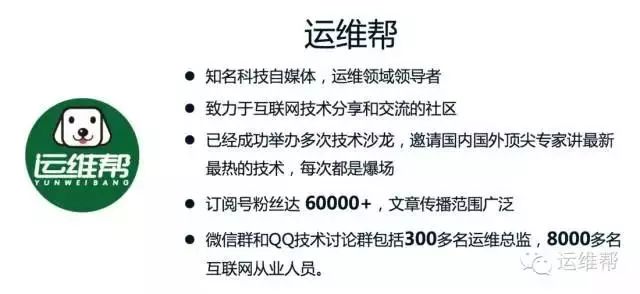 运维帮
知名科技自媒体，运维领域领导者
致力于互联网技术分享和交流的社区
已经成功举办多次技术沙龙，邀请国内国外顶尖专家讲最新
最热的技术，每次都是爆场
运维帮
YUNWEIBANG
订阅号粉丝达 60000+，文章传播范围广泛
微信群和QQ技术讨论群包括300多名运维总监，8000多名
互联网从业人员。
运维帮